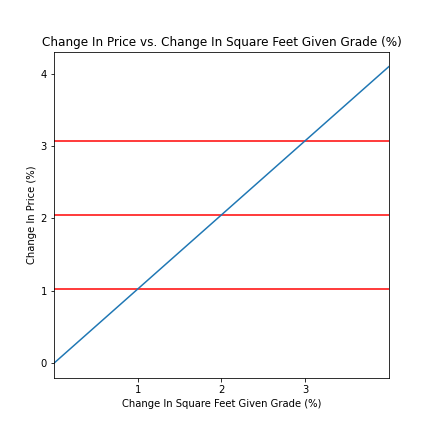 Change In Price vs. Change In Square Feet Given Grade (%)
4
3
2
1
0
Change In Price (%)
1 2 3
Change In Square Feet Given Grade (%)